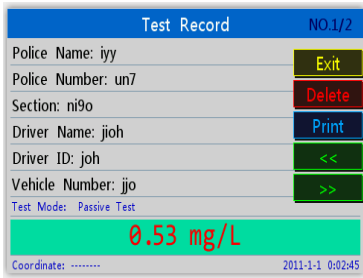 Test Record NO.1/2
Police Name: iyy
Exit
Police Number: un7
Delete
Section: ni9o
Driver Name: jioh
Print
Driver ID: joh
<<
Vehicle Number: jjo
>>
Test Mode: Passive Test
0.53 mg/L
Coordinate: --------
2011-1-1 0:02:45